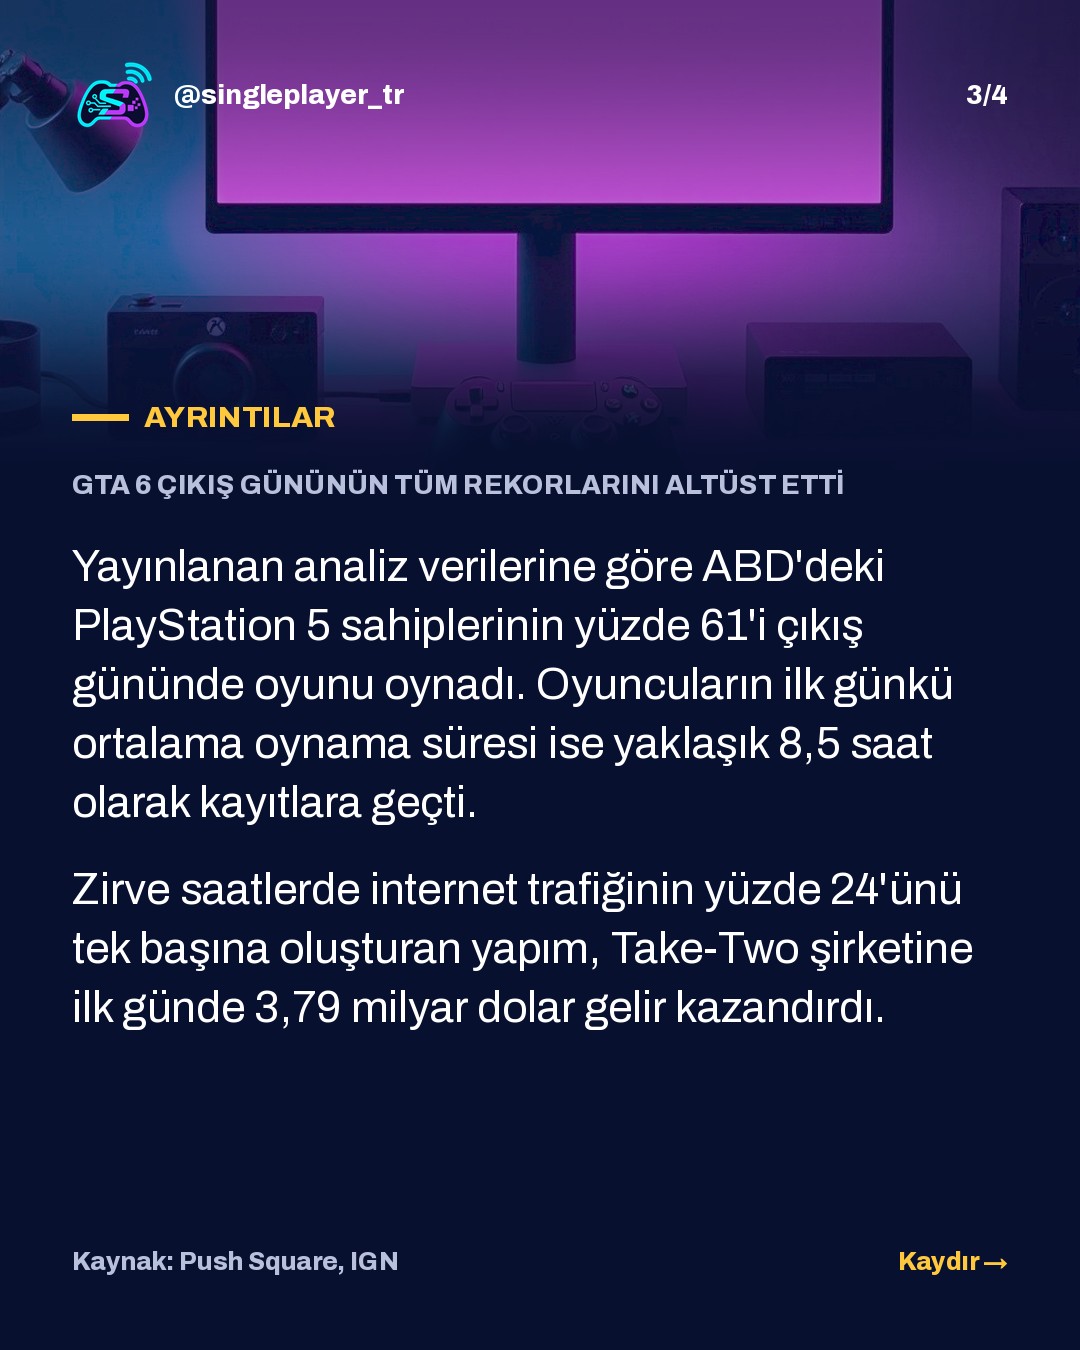 @singleplayer_tr
3/4
AYRINTILAR
GTA 6 ÇIKIŞ GÜNÜNÜN TÜM REKORLARINI ALTÜST ETTİ
Yayınlanan analiz verilerine göre ABD'deki
PlayStation 5 sahiplerinin yüzde 61'i çıkış
gününde oyunu oynadı. Oyuncuların ilk günkü
ortalama oynama süresi ise yaklaşık 8,5 saat
olarak kayıtlara geçti.
Zirve saatlerde internet trafiğinin yüzde 24'ünü
tek başına oluşturan yapım, Take-Two şirketine
ilk günde 3,79 milyar dolar gelir kazandırdı.
Kaynak: Push Square, IGN
Kaydır→